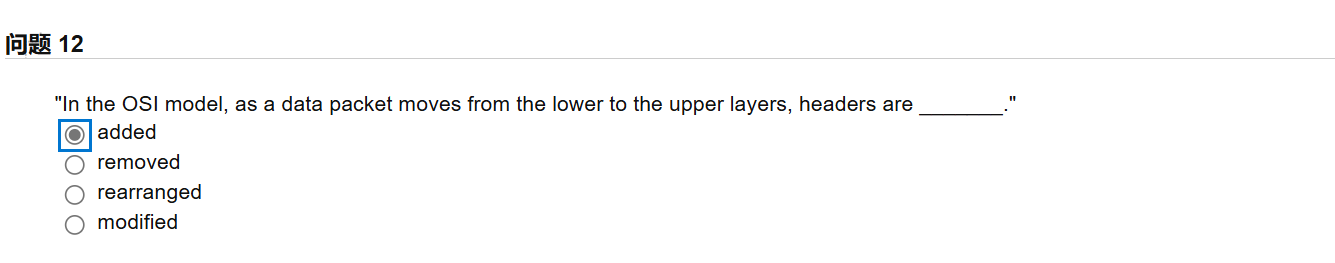 问题 12
"In the OSI model, as a data packet moves from the lower to the upper layers, headers are ________."
added
removed
rearranged
modified